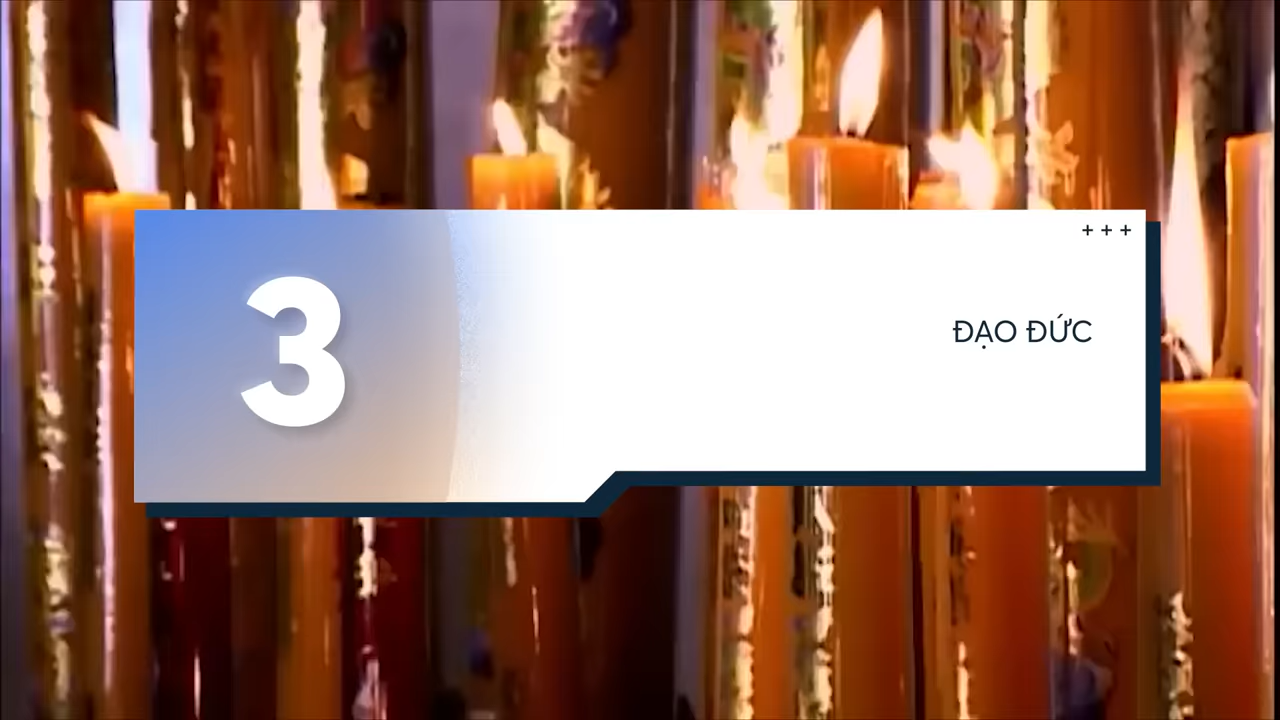 + + +
3
ĐẠO ĐỨC